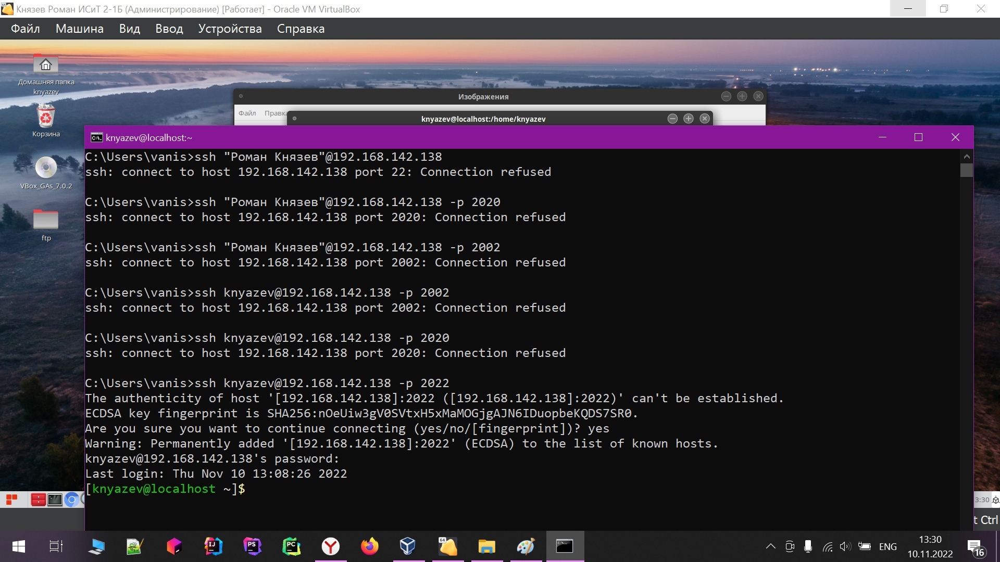 Князев Роман ИСиТ 2-1Б (Администрирование) [Работает] - Oracle VM VirtualBox
Файл Машина Вид Ввод Устройства Справка
Домашняя папка
knyazev
Корзина
VBox_GAs_7.0.2
ftp
Изображения
Файл Правка
knyazev@localhost:/home/knyazev
knyazev@localhost:~
C:\Users\vanis>ssh "Роман Князев"@192.168.142.138
ssh: connect to host 192.168.142.138 port 22: Connection refused
C:\Users\vanis>ssh "Роман Князев"@192.168.142.138 -p 2020
ssh: connect to host 192.168.142.138 port 2020: Connection refused
C:\Users\vanis>ssh "Роман Князев"@192.168.142.138 -p 2002
ssh: connect to host 192.168.142.138 port 2002: Connection refused
C:\Users\vanis>ssh knyazev@192.168.142.138 -p 2002
ssh: connect to host 192.168.142.138 port 2002: Connection refused
C:\Users\vanis>ssh knyazev@192.168.142.138 -p 2020
ssh: connect to host 192.168.142.138 port 2020: Connection refused
C:\Users\vanis>ssh knyazev@192.168.142.138 -p 2022
The authenticity of host '[192.168.142.138]:2022 ([192.168.142.138]:2022)' can't be established.
ECDSA key fingerprint is SHA256:nOeUiw3gV0SVtxH5xMaMOGjgAJN6IDuopbeKQDS7SR0.
Are you sure you want to continue connecting (yes/no/[fingerprint])? yes
Warning: Permanently added '[192.168.142.138]:2022' (ECDSA) to the list of known hosts.
knyazev@192.168.142.138's password:
Last login: Thu Nov 10 13:08:26 2022
[knyazev@localhost ~]$
3:30
t Ctrl
IJ PS PC 64
ENG
13:30
10.11.2022
16